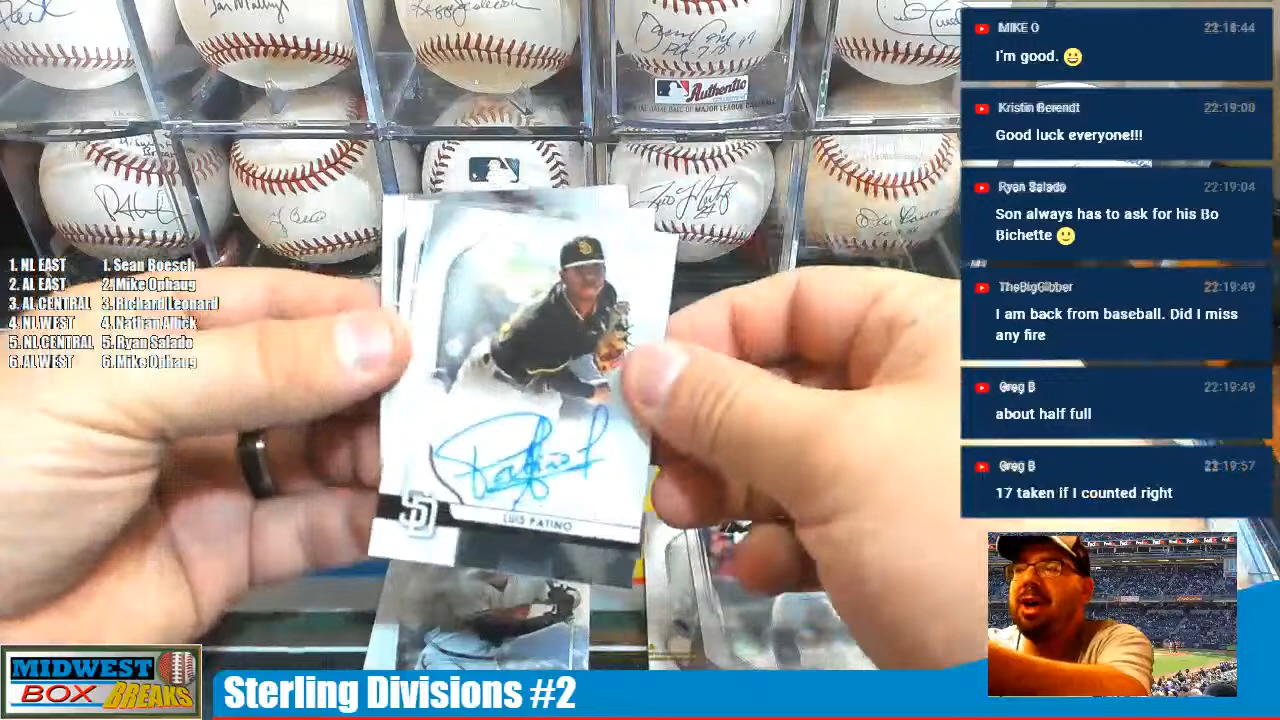 Authentic
MIKE O 22:18:44
I'm good. 😀
Kristin Berendt 22:19:00
Good luck everyone!!!
Ryan Salado 22:19:04
Son always has to ask for his Bo
Bichette 🙂
TheBigGibber 22:19:49
I am back from baseball. Did I miss
any fire
Greg B 22:19:49
about half full
Greg B 22:19:57
17 taken if I counted right
1. NL EAST 1. Sean Boesch
2. AL EAST 2. Mike Ophaug
3. AL CENTRAL 3. Richard Leonard
4. NL WEST 4. Nathan Allick
5. NL CENTRAL 5. Ryan Salado
6. AL WEST 6. Mike Ophaug
SD
LUIS PATIÑO
MIDWEST
BOX BREAKS
Sterling Divisions #2